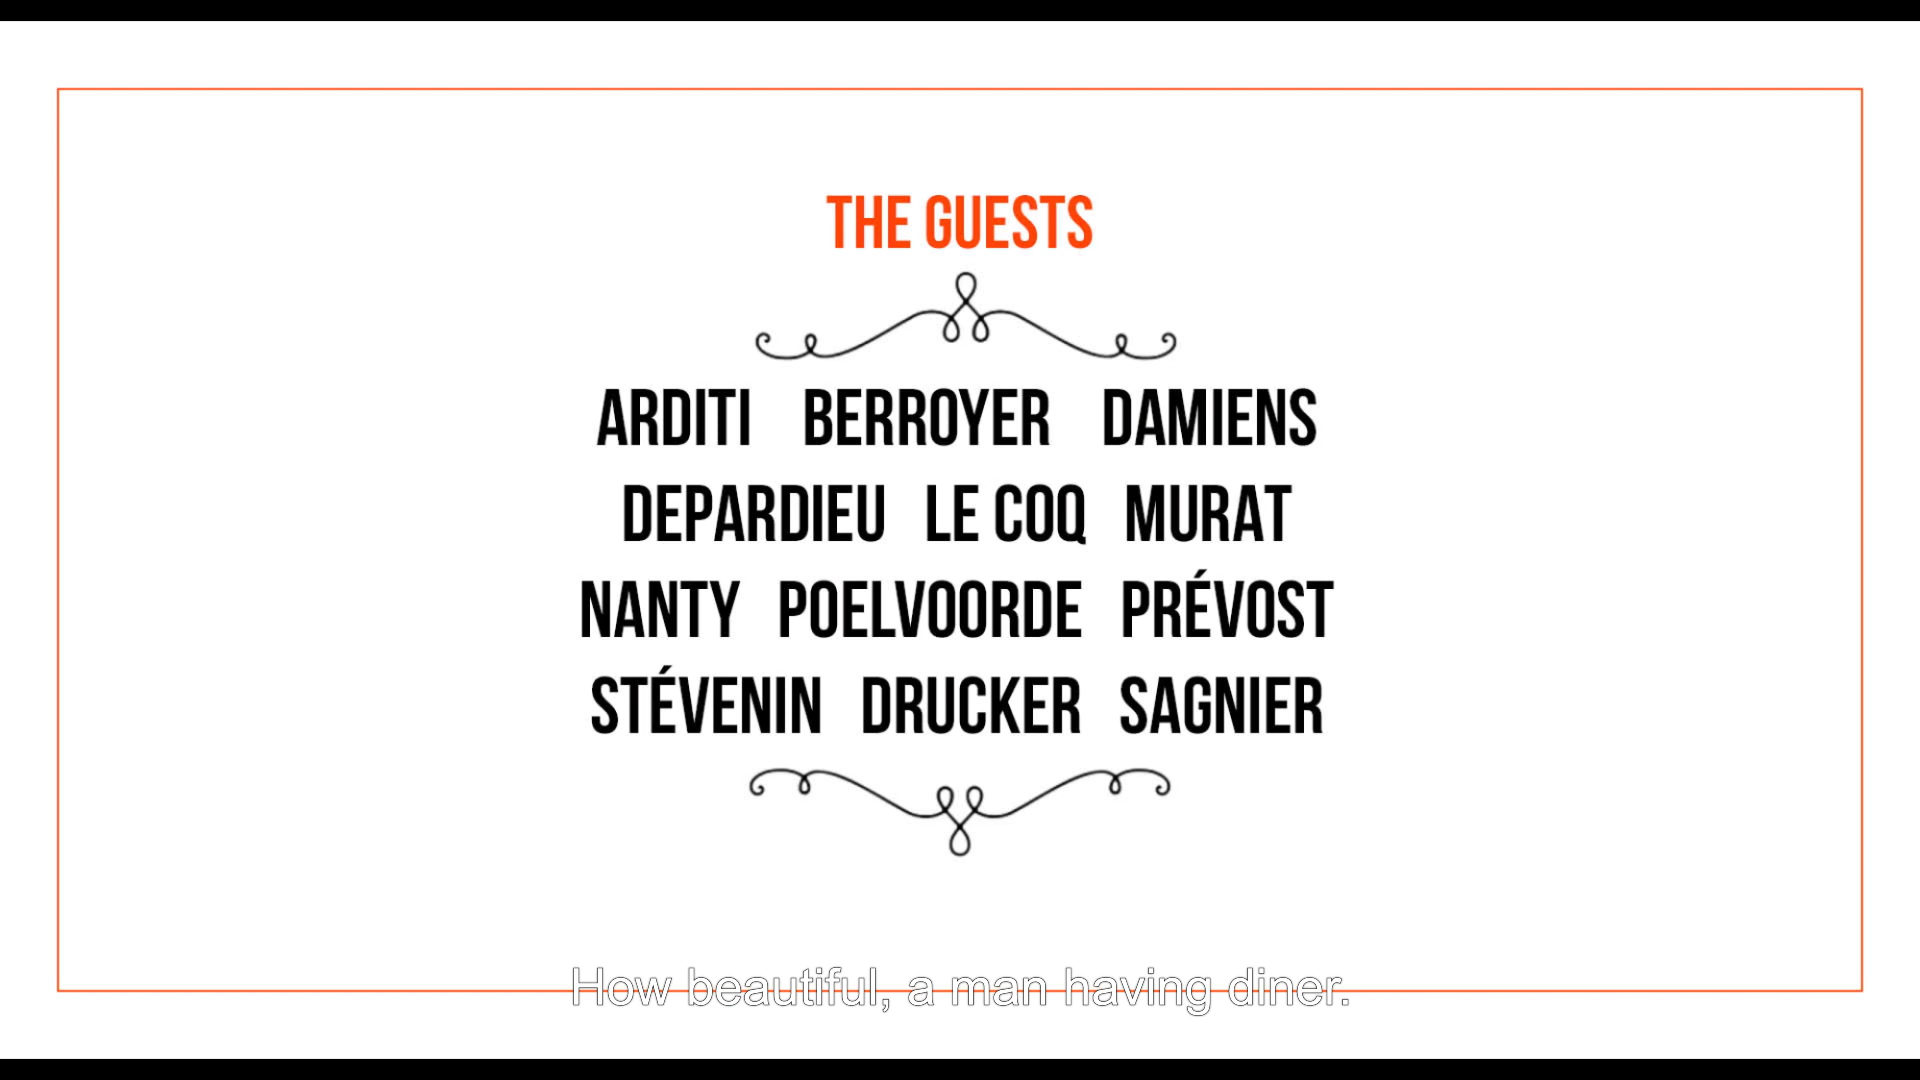 THE GUESTS
ARDITI BERROYER DAMIENS
DEPARDIEU LE COQ MURAT
NANTY POELVOORDE PRÉVOST
STÉVENIN DRUCKER SAGNIER
How beautiful, a man having diner.